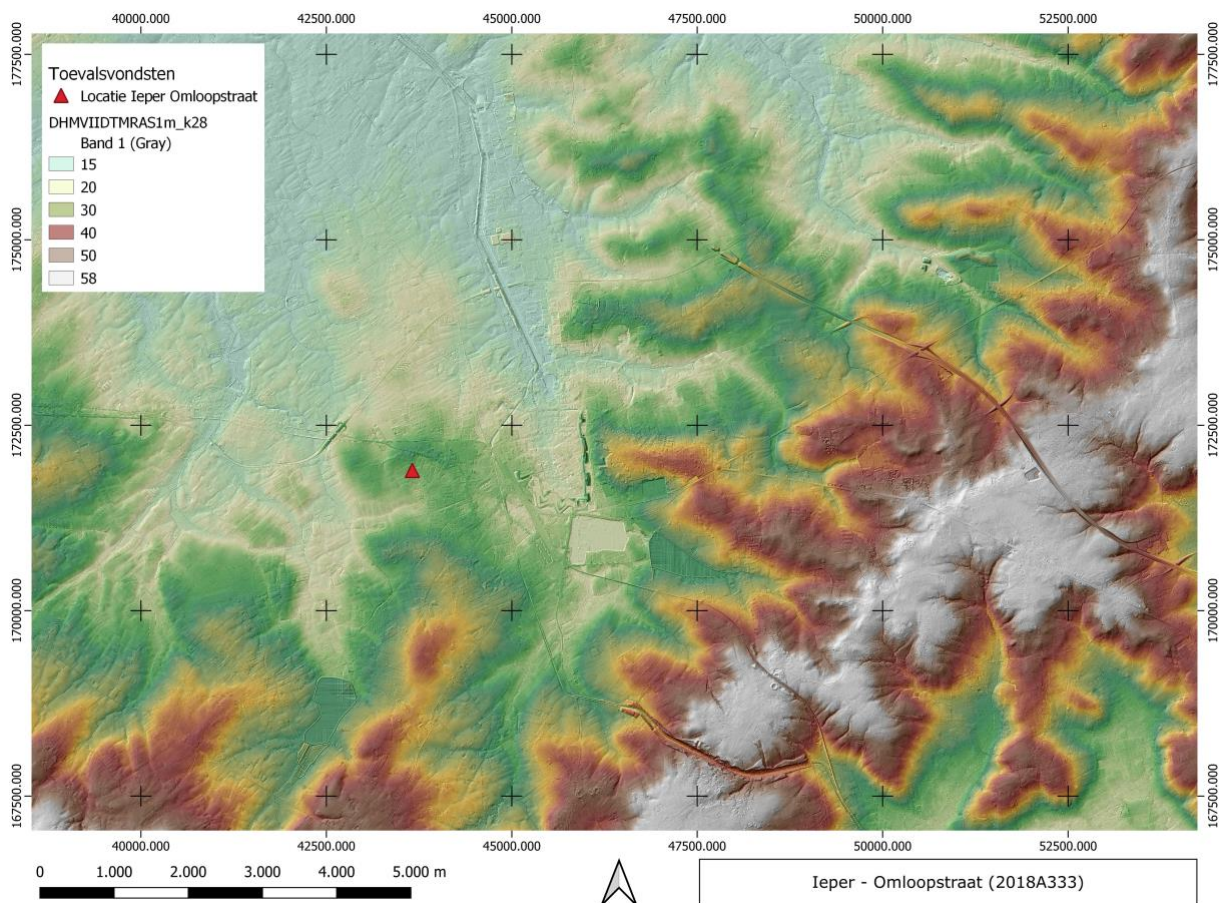 40000.000 42500.000 45000.000 47500.000 50000.000 52500.000
177500.000 177500.000
Toevalsvondsten
Locatie Ieper Omloopstraat
DHMVIIDTMRAS1m_k28
Band 1 (Gray)
15
20
30
40
50
58
175000.000 175000.000
172500.000 172500.000
170000.000 170000.000
167500.000 167500.000
40000.000 42500.000 45000.000 47500.000 50000.000 52500.000
0 1.000 2.000 3.000 4.000 5.000 m
Ieper - Omloopstraat (2018A333)